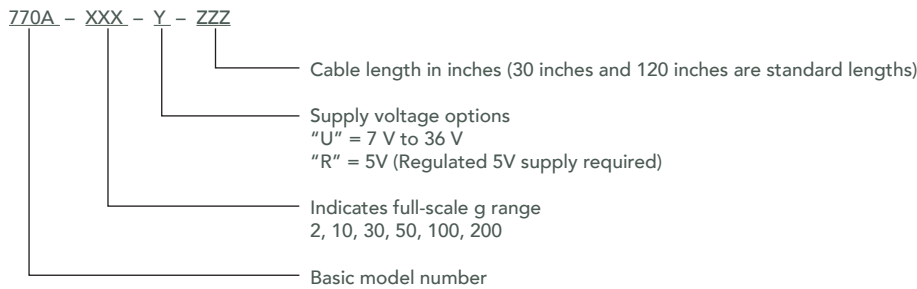 770A – XXX – Y – ZZZ
Cable length in inches (30 inches and 120 inches are standard lengths)
Supply voltage options
“U” = 7 V to 36 V
“R” = 5V (Regulated 5V supply required)
Indicates full-scale g range
2, 10, 30, 50, 100, 200
Basic model number